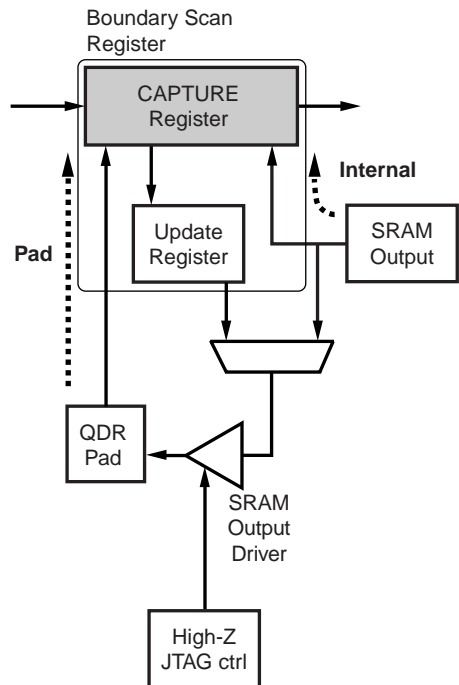 Boundary Scan
Register
CAPTURE
Register
Internal
Pad
Update
Register
SRAM
Output
QDR
Pad
SRAM
Output
Driver
High-Z
JTAG ctrl